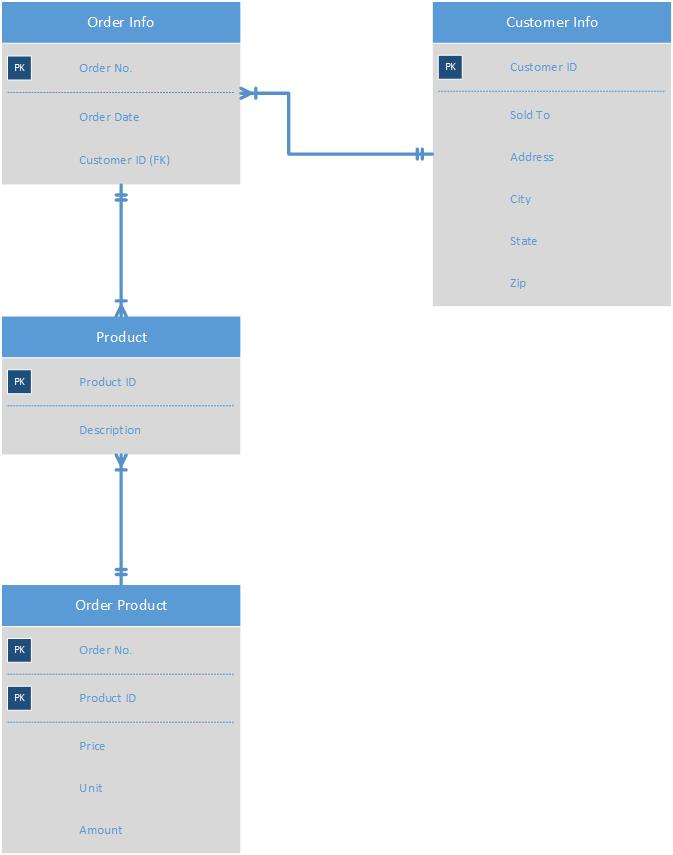 Order Info
PK Order No.
Order Date
Customer ID (FK)
Customer Info
PK Customer ID
Sold To
Address
City
State
Zip
Product
PK Product ID
Description
Order Product
PK Order No.
PK Product ID
Price
Unit
Amount